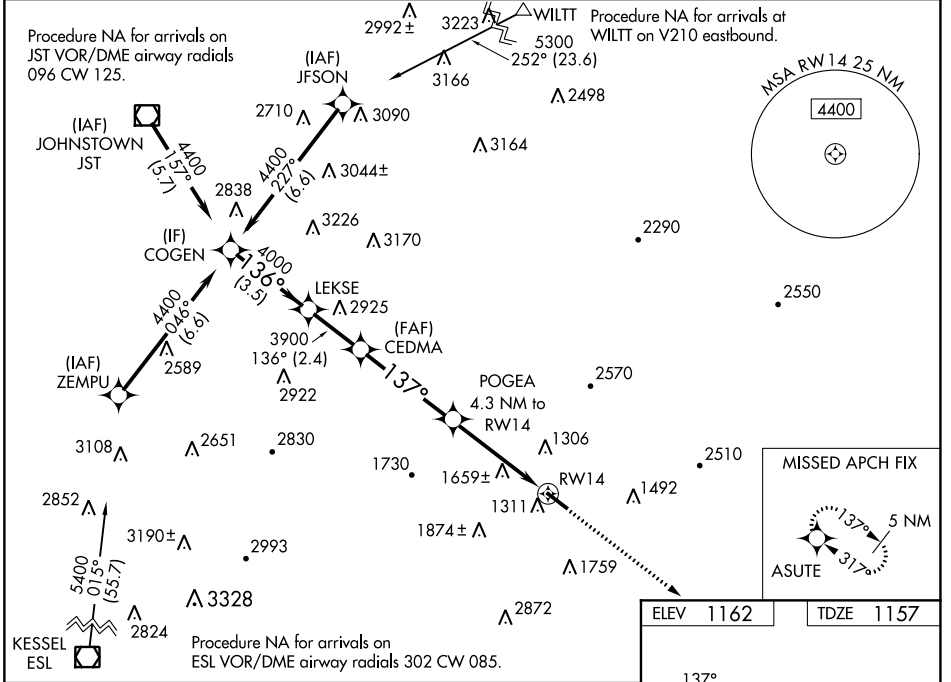 Procedure NA for arrivals on
JST VOR/DME airway radials
096 CW 125.
2992 ±
3223
WILTT
Procedure NA for arrivals at
WILTT on V210 eastbound.
5300
252° (23.6)
3166
(IAF)
JFSON
MSA RW 14 25 NM
4400
2498
2710
3090
(IAF)
JOHNSTOWN
JST
4400
157°
(5.7)
4400
227°
(6.6)
3164
3044±
2838
3226
3170
2290
(IF)
COGEN
4000
136°
(3.5)
LEKSE
2925
2550
4400
046°
(6.6)
3900
136° (2.4)
(FAF)
CEDMA
2589
(IAF)
ZEMPU
2922
137°
POGEA
4.3 NM to
RW14
2570
3108
2651
2830
1306
2510
1730
1659±
RW14
MISSED APCH FIX
2852
1311
1492
137°
5 NM
317°
ASUTE
3190±
2993
1874 ±
5400
015°
(55.7)
1759
3328
2824
2872
ELEV 1162
TDZE 1157
KESSEL
ESL
Procedure NA for arrivals on
ESL VOR/DME airway radials 302 CW 085.
137°